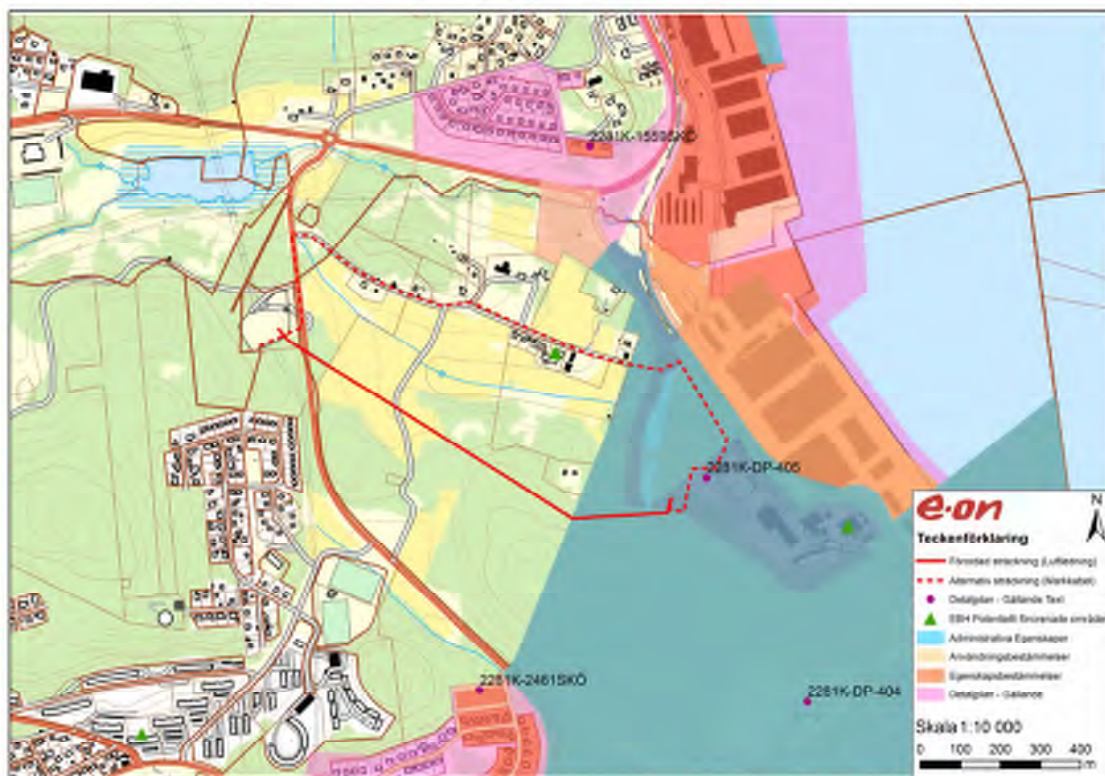 2281K-1559SKÖ
2281K-DP-405
2281K-2461SKÖ
2281K-DP-404
e·on
N
Teckenförklaring
Förordad sträckning (Luftledning)
Alternativ sträckning (Markkabel)
Detaljplan - Gällande Text
EBH Potentiellt förorenade områden
Administrativa Egenskaper
Användningsbestämmelser
Egenskapsbestämmelser
Detaljplan - Gällande
Skala 1:10 000
0 100 200 300 400
m